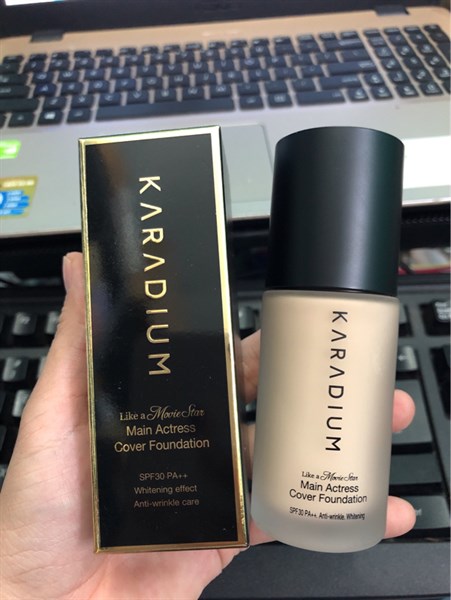 KARADIUM
Like a Movie Star
Main Actress
Cover Foundation
SPF30 PA++
Whitening effect
Anti-wrinkle care
KARADIUM
Like a Movie Star
Main Actress
Cover Foundation
SPF30 PA++, Anti-wrinkle, Whitening